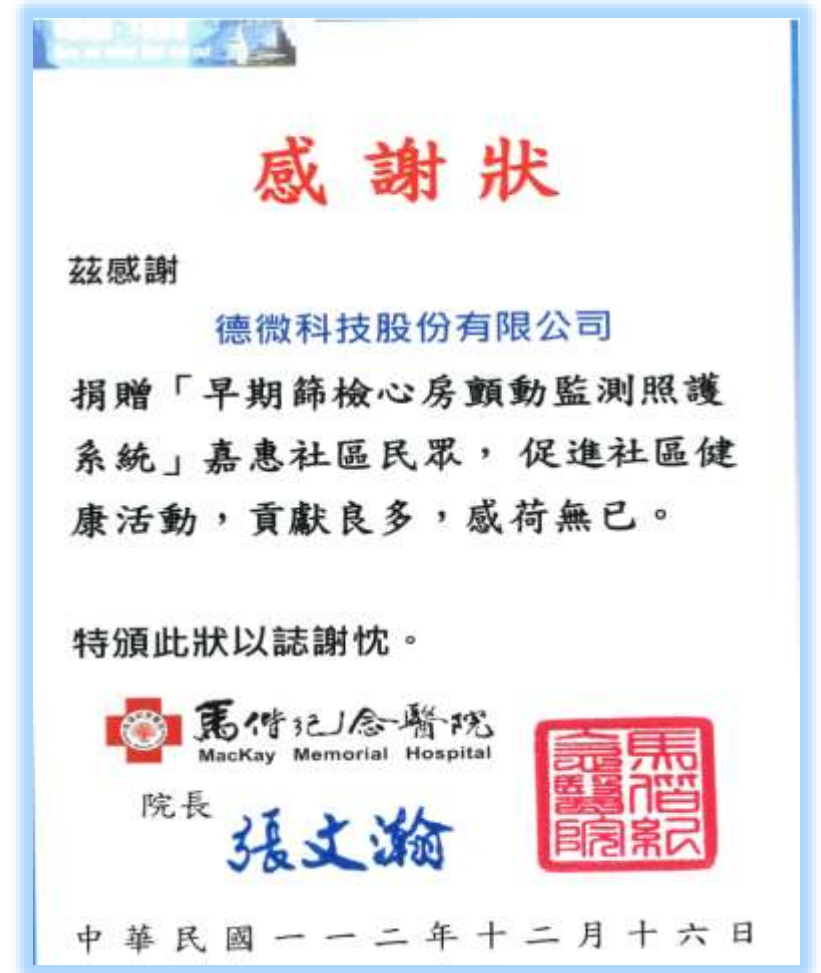 感謝狀
茲感謝
德微科技股份有限公司
捐贈「早期篩檢心房顫動監測照護
系統」嘉惠社區民眾，促進社區健
康活動，貢獻良多，感荷無已。
特頒此狀以誌謝忱。
馬偕紀念醫院
MacKay Memorial Hospital
院長
張文瀚
馬偕紀
念醫院
中華民國一一二年十二月十六日